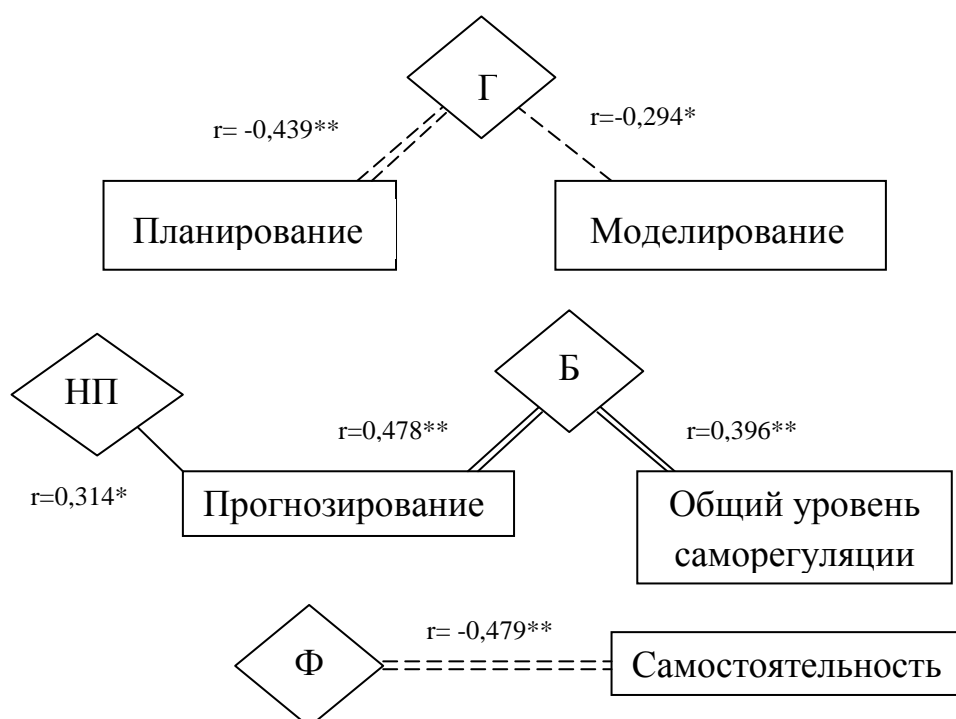 Г
r= -0,439**
r=-0,294*
Планирование
Моделирование
НП
Б
r=0,478**
r=0,396**
r=0,314*
Прогнозирование
Общий уровень
саморегуляции
r= -0,479**
Ф
Самостоятельность